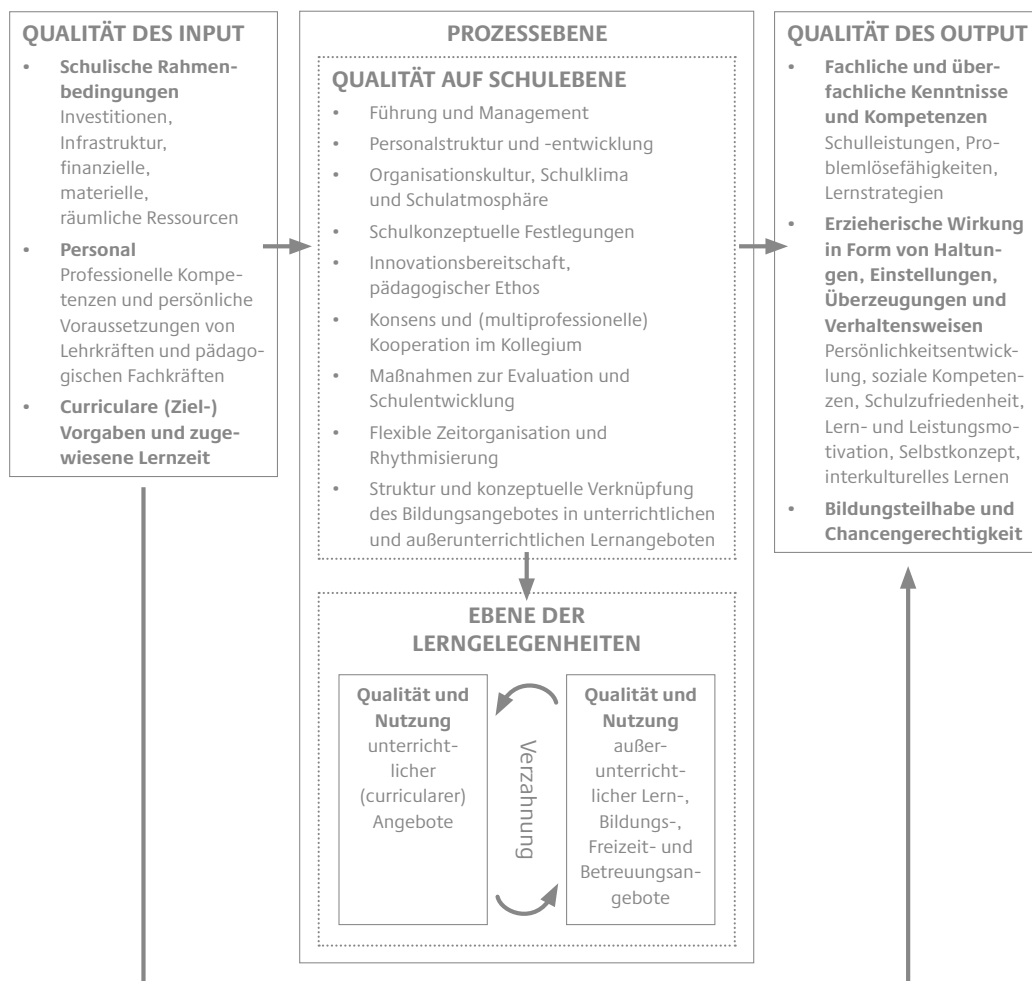 QUALITÄT DES INPUT
• Schulische Rahmen-
bedingungen
Investitionen,
Infrastruktur,
finanzielle,
materielle,
räumliche Ressourcen
• Personal
Professionelle Kompe-
tenzen und persönliche
Voraussetzungen von
Lehrkräften und pädago-
gischen Fachkräften
• Curriculare (Ziel-)
Vorgaben und zuge-
wiesene Lernzeit
PROZESSEBENE
QUALITÄT AUF SCHULEBENE
• Führung und Management
• Personalstruktur und -entwicklung
• Organisationskultur, Schulklima
und Schulatmosphäre
• Schulkonzeptuelle Festlegungen
• Innovationsbereitschaft,
pädagogischer Ethos
• Konsens und (multiprofessionelle)
Kooperation im Kollegium
• Maßnahmen zur Evaluation und
Schulentwicklung
• Flexible Zeitorganisation und
Rhythmisierung
• Struktur und konzeptuelle Verknüpfung
des Bildungsangebotes in unterrichtlichen
und außerunterrichtlichen Lernangeboten
EBENE DER
LERNGELEGENHEITEN
Qualität und
Nutzung
unterricht-
licher
(curricularer)
Angebote
Verzahnung
Qualität und
Nutzung
außer-
unterricht-
licher Lern-,
Bildungs-,
Freizeit- und
Betreuungsan-
gebote
QUALITÄT DES OUTPUT
• Fachliche und über-
fachliche Kenntnisse
und Kompetenzen
Schulleistungen, Pro-
blemlösefähigkeiten,
Lernstrategien
• Erzieherische Wirkung
in Form von Haltun-
gen, Einstellungen,
Überzeugungen und
Verhaltensweisen
Persönlichkeitsentwick-
lung, soziale Kompeten-
zen, Schulzufriedenheit,
Lern- und Leistungsmo-
tivation, Selbstkonzept,
interkulturelles Lernen
• Bildungsteilhabe und
Chancengerechtigkeit